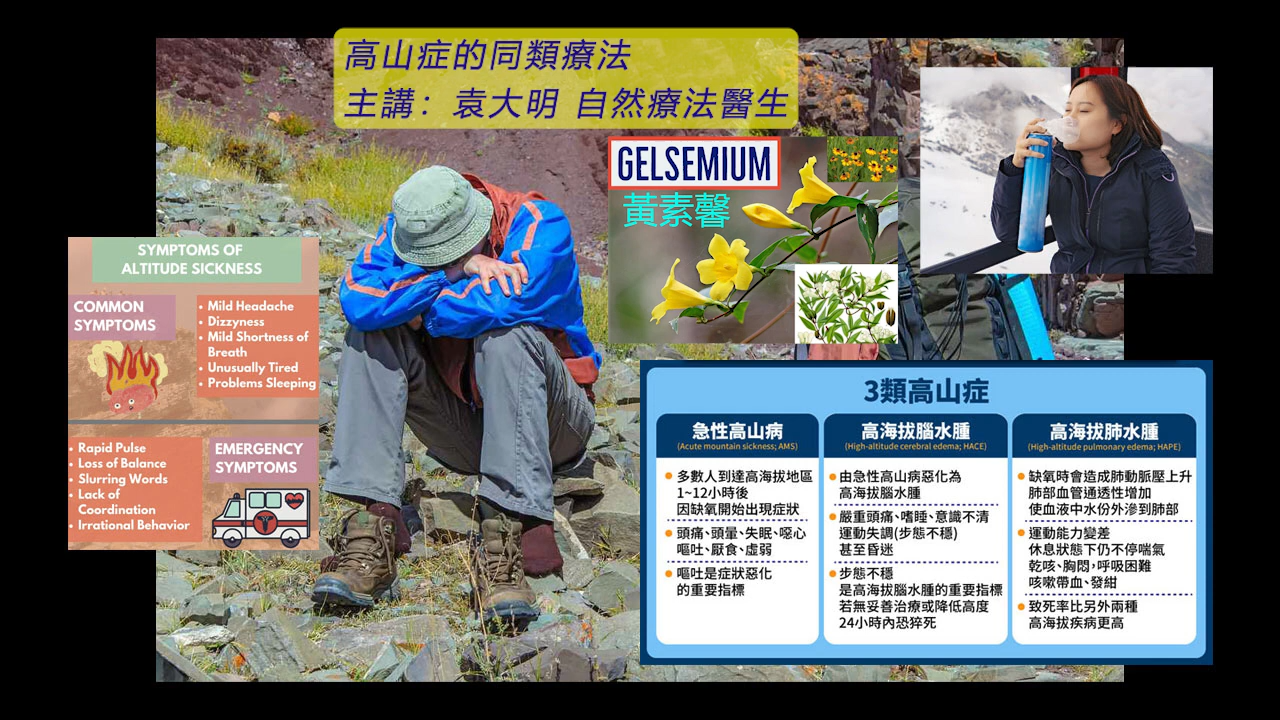 高山症的同類療法
主講：袁大明 自然療法醫生
GELSEMIUM
黃素馨
SYMPTOMS OF
ALTITUDE SICKNESS
COMMON
SYMPTOMS
• Mild Headache
• Dizzyness
• Mild Shortness of
Breath
• Unusually Tired
• Problems Sleeping
• Rapid Pulse
• Loss of Balance
• Slurring Words
• Lack of
Coordination
• Irrational Behavior
EMERGENCY
SYMPTOMS
3類高山症
急性高山病
(Acute mountain sickness; AMS)
• 多數人到達高海拔地區
1~12小時後
因缺氧開始出現症狀
• 頭痛、頭暈、失眠、噁心
嘔吐、厭食、虛弱
• 嘔吐是症狀惡化
的重要指標
高海拔腦水腫
(High-altitude cerebral edema; HACE)
• 由急性高山病惡化為
高海拔腦水腫
• 嚴重頭痛、嗜睡、意識不清
運動失調(步態不穩)
甚至昏迷
• 步態不穩
是高海拔腦水腫的重要指標
若無妥善治療或降低高度
24小時內恐猝死
高海拔肺水腫
(High-altitude pulmonary edema; HAPE)
• 缺氧時會造成肺動脈壓上升
肺部血管通透性增加
使血液中水份外滲到肺部
• 運動能力變差
休息狀態下仍不停喘氣
乾咳、胸悶，呼吸困難
咳嗽帶血、發紺
• 致死率比另外兩種
高海拔疾病更高